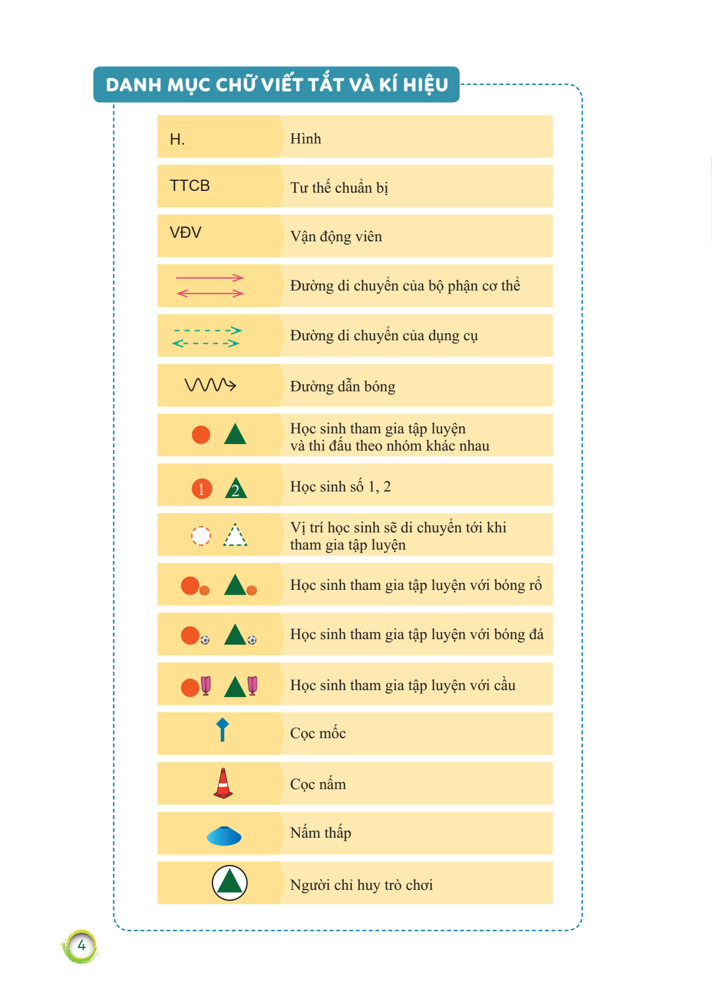 DANH MỤC CHỮ VIẾT TẮT VÀ KÍ HIỆU
H.
Hình
TTCB
Tư thế chuẩn bị
VĐV
Vận động viên
Đường di chuyển của bộ phận cơ thể
Đường di chuyển của dụng cụ
Đường dẫn bóng
Học sinh tham gia tập luyện
và thi đấu theo nhóm khác nhau
1 2
Học sinh số 1, 2
Vị trí học sinh sẽ di chuyển tới khi
tham gia tập luyện
Học sinh tham gia tập luyện với bóng rổ
Học sinh tham gia tập luyện với bóng đá
Học sinh tham gia tập luyện với cầu
Cọc mốc
Cọc nấm
Nấm thấp
Người chỉ huy trò chơi
4